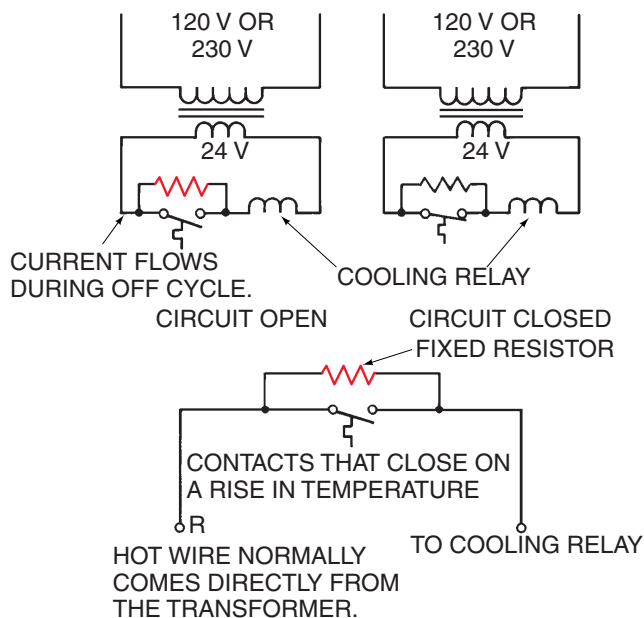 120 V OR
230 V
120 V OR
230 V
24 V
24 V
CURRENT FLOWS
DURING OFF CYCLE.
COOLING RELAY
CIRCUIT OPEN
CIRCUIT CLOSED
FIXED RESISTOR
CONTACTS THAT CLOSE ON
A RISE IN TEMPERATURE
R
HOT WIRE NORMALLY
COMES DIRECTLY FROM
THE TRANSFORMER.
TO COOLING RELAY